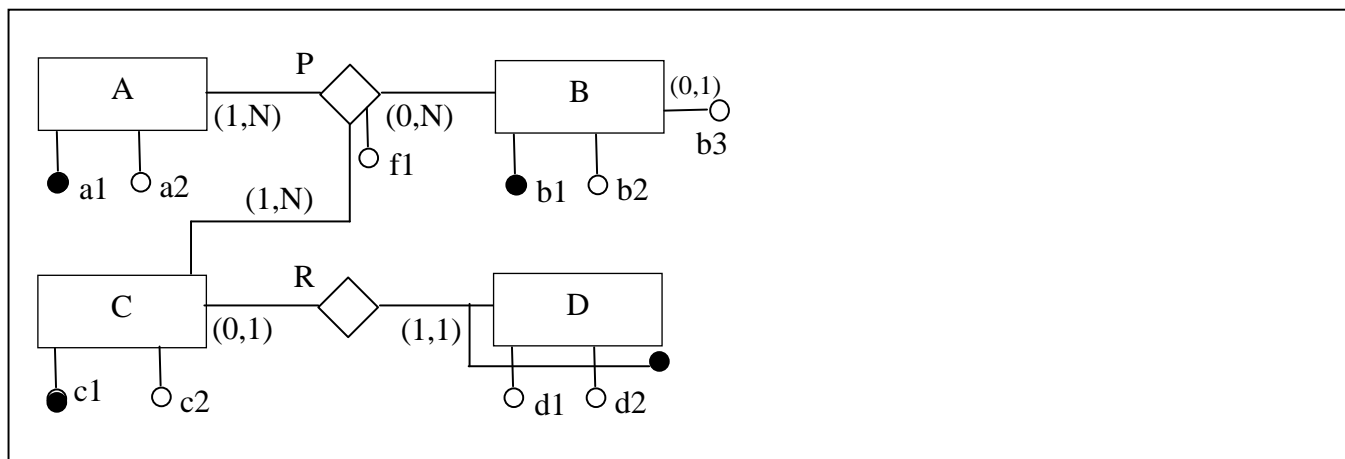 P
A
B
(0,1)
(1,N)
(0,N)
b3
f1
a1
a2
b1
b2
(1,N)
R
C
D
(0,1)
(1,1)
c1
c2
d1
d2